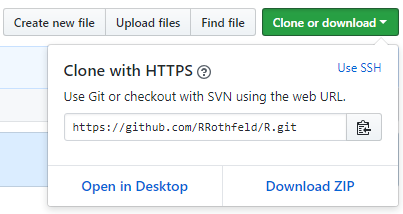 Create new file Upload files Find file Clone or download
Clone with HTTPS ? Use SSH
Use Git or checkout with SVN using the web URL.
https://github.com/RRothfeld/R.git
Open in Desktop Download ZIP